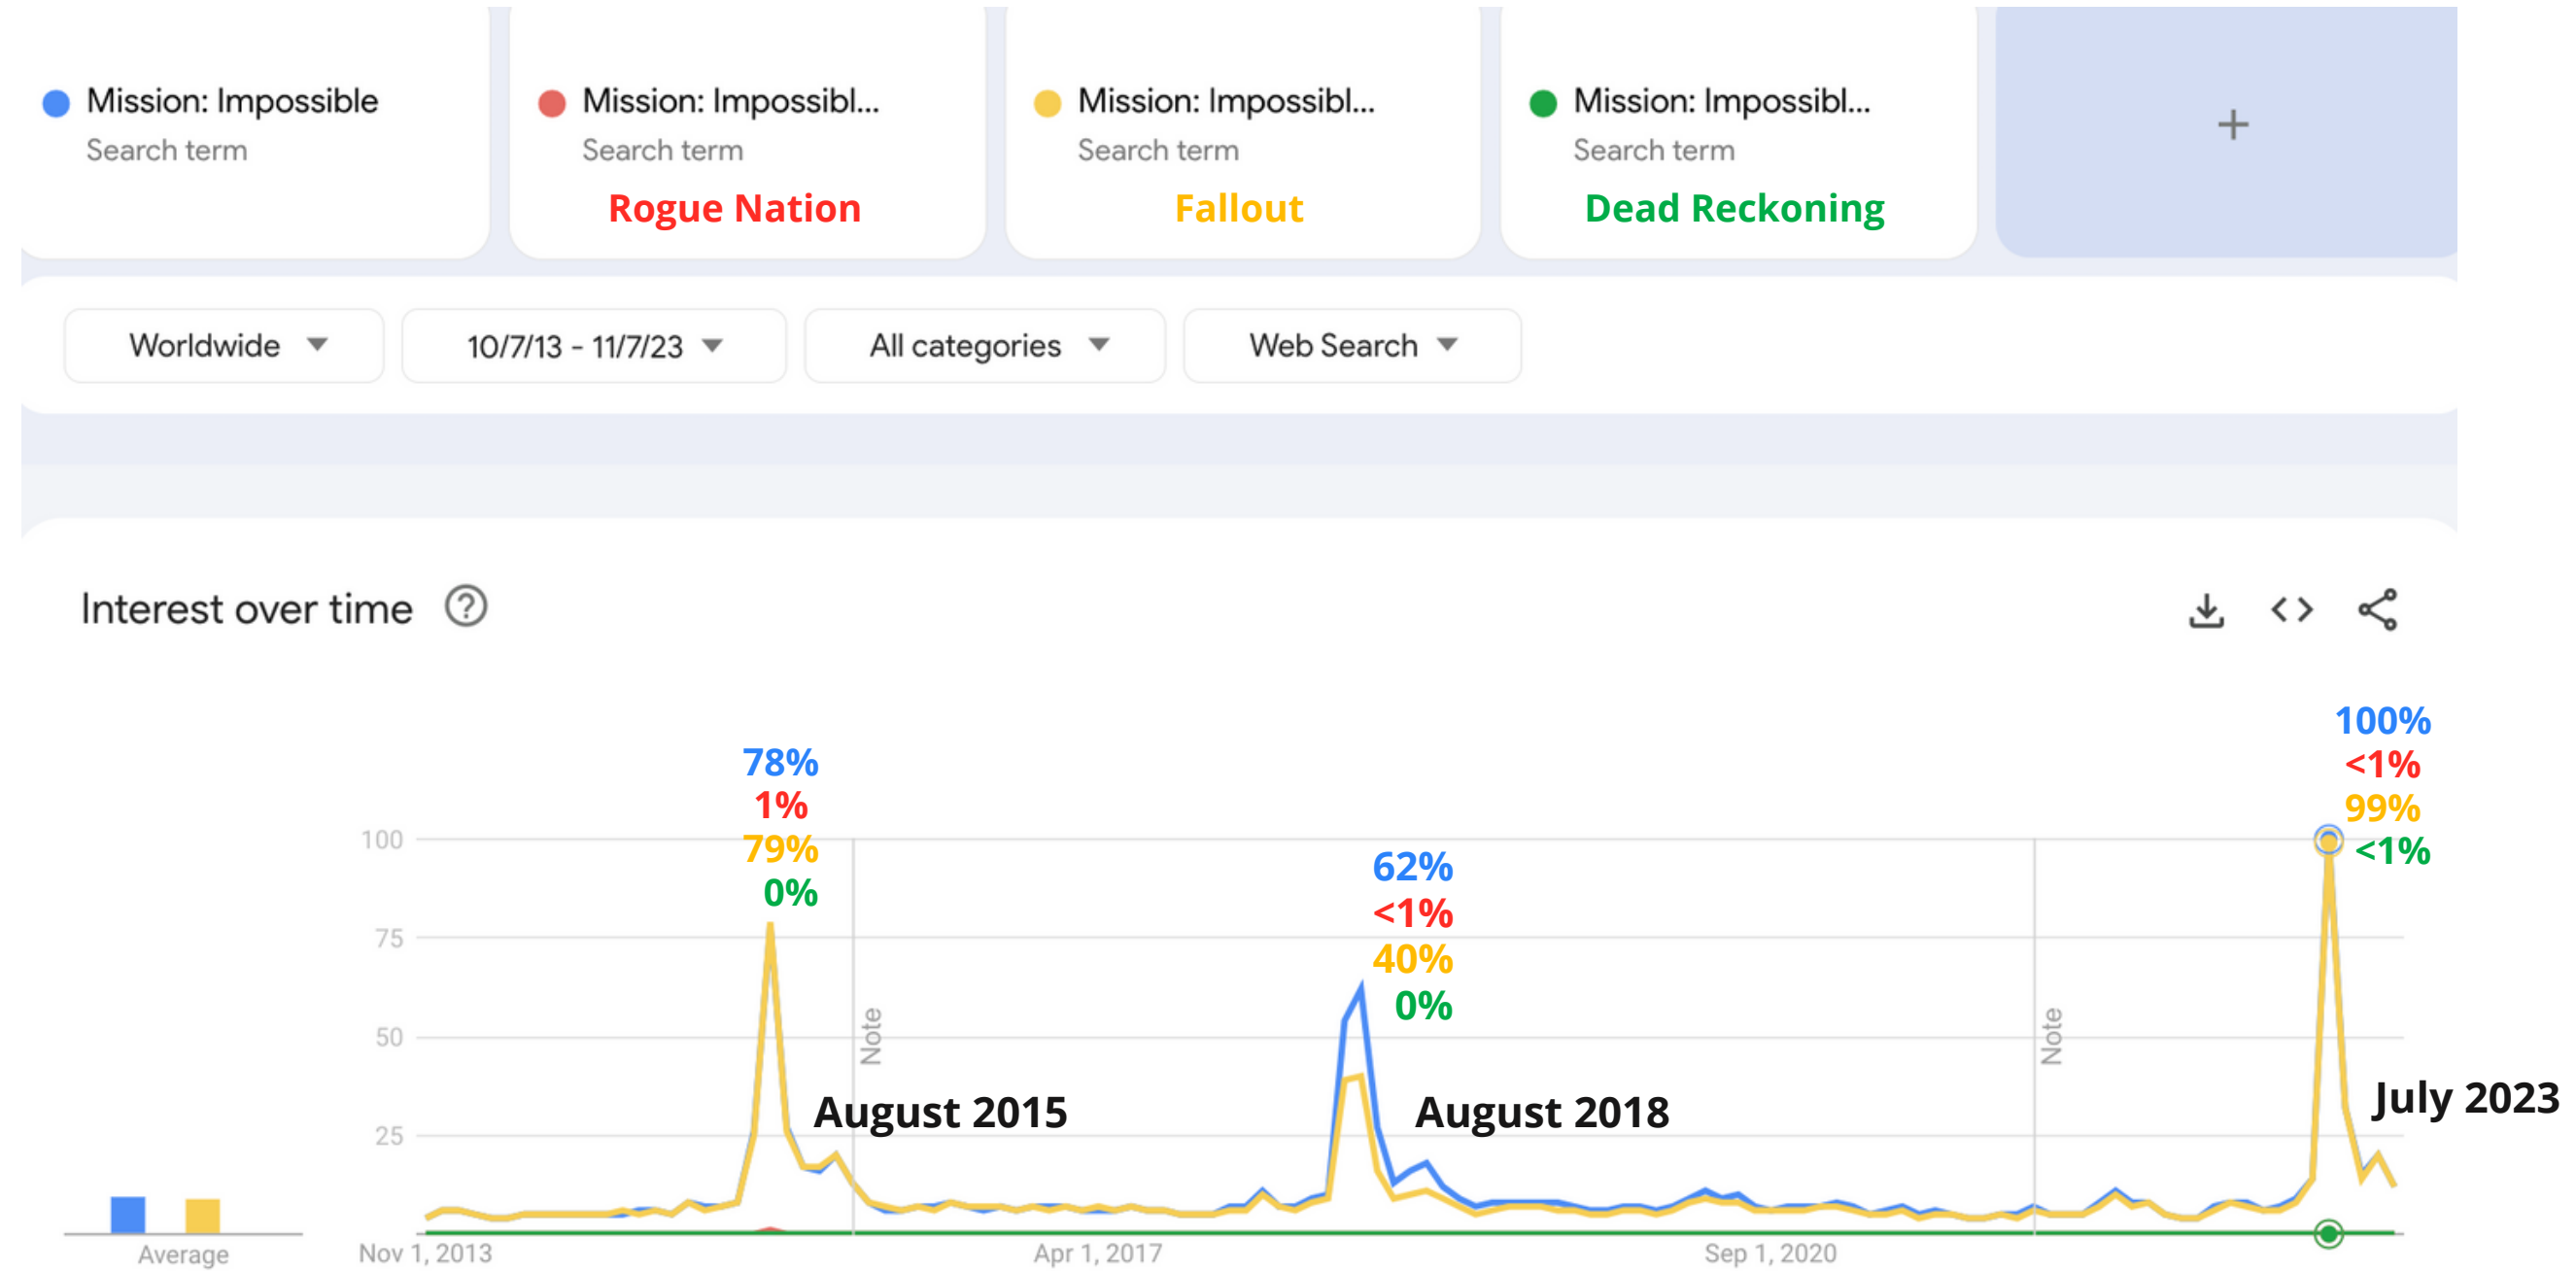 Mission: Impossible
Search term
Mission: Impossibl...
Search term
Rogue Nation
Mission: Impossibl...
Search term
Fallout
Mission: Impossibl...
Search term
Dead Reckoning
+
Worldwide
10/7/13 - 11/7/23
All categories
Web Search
Interest over time
?
78%
1%
79%
0%
62%
<1%
40%
0%
100%
<1%
99%
<1%
100
75
50
25
Note
Note
August 2015
August 2018
July 2023
Average
Nov 1, 2013
Apr 1, 2017
Sep 1, 2020